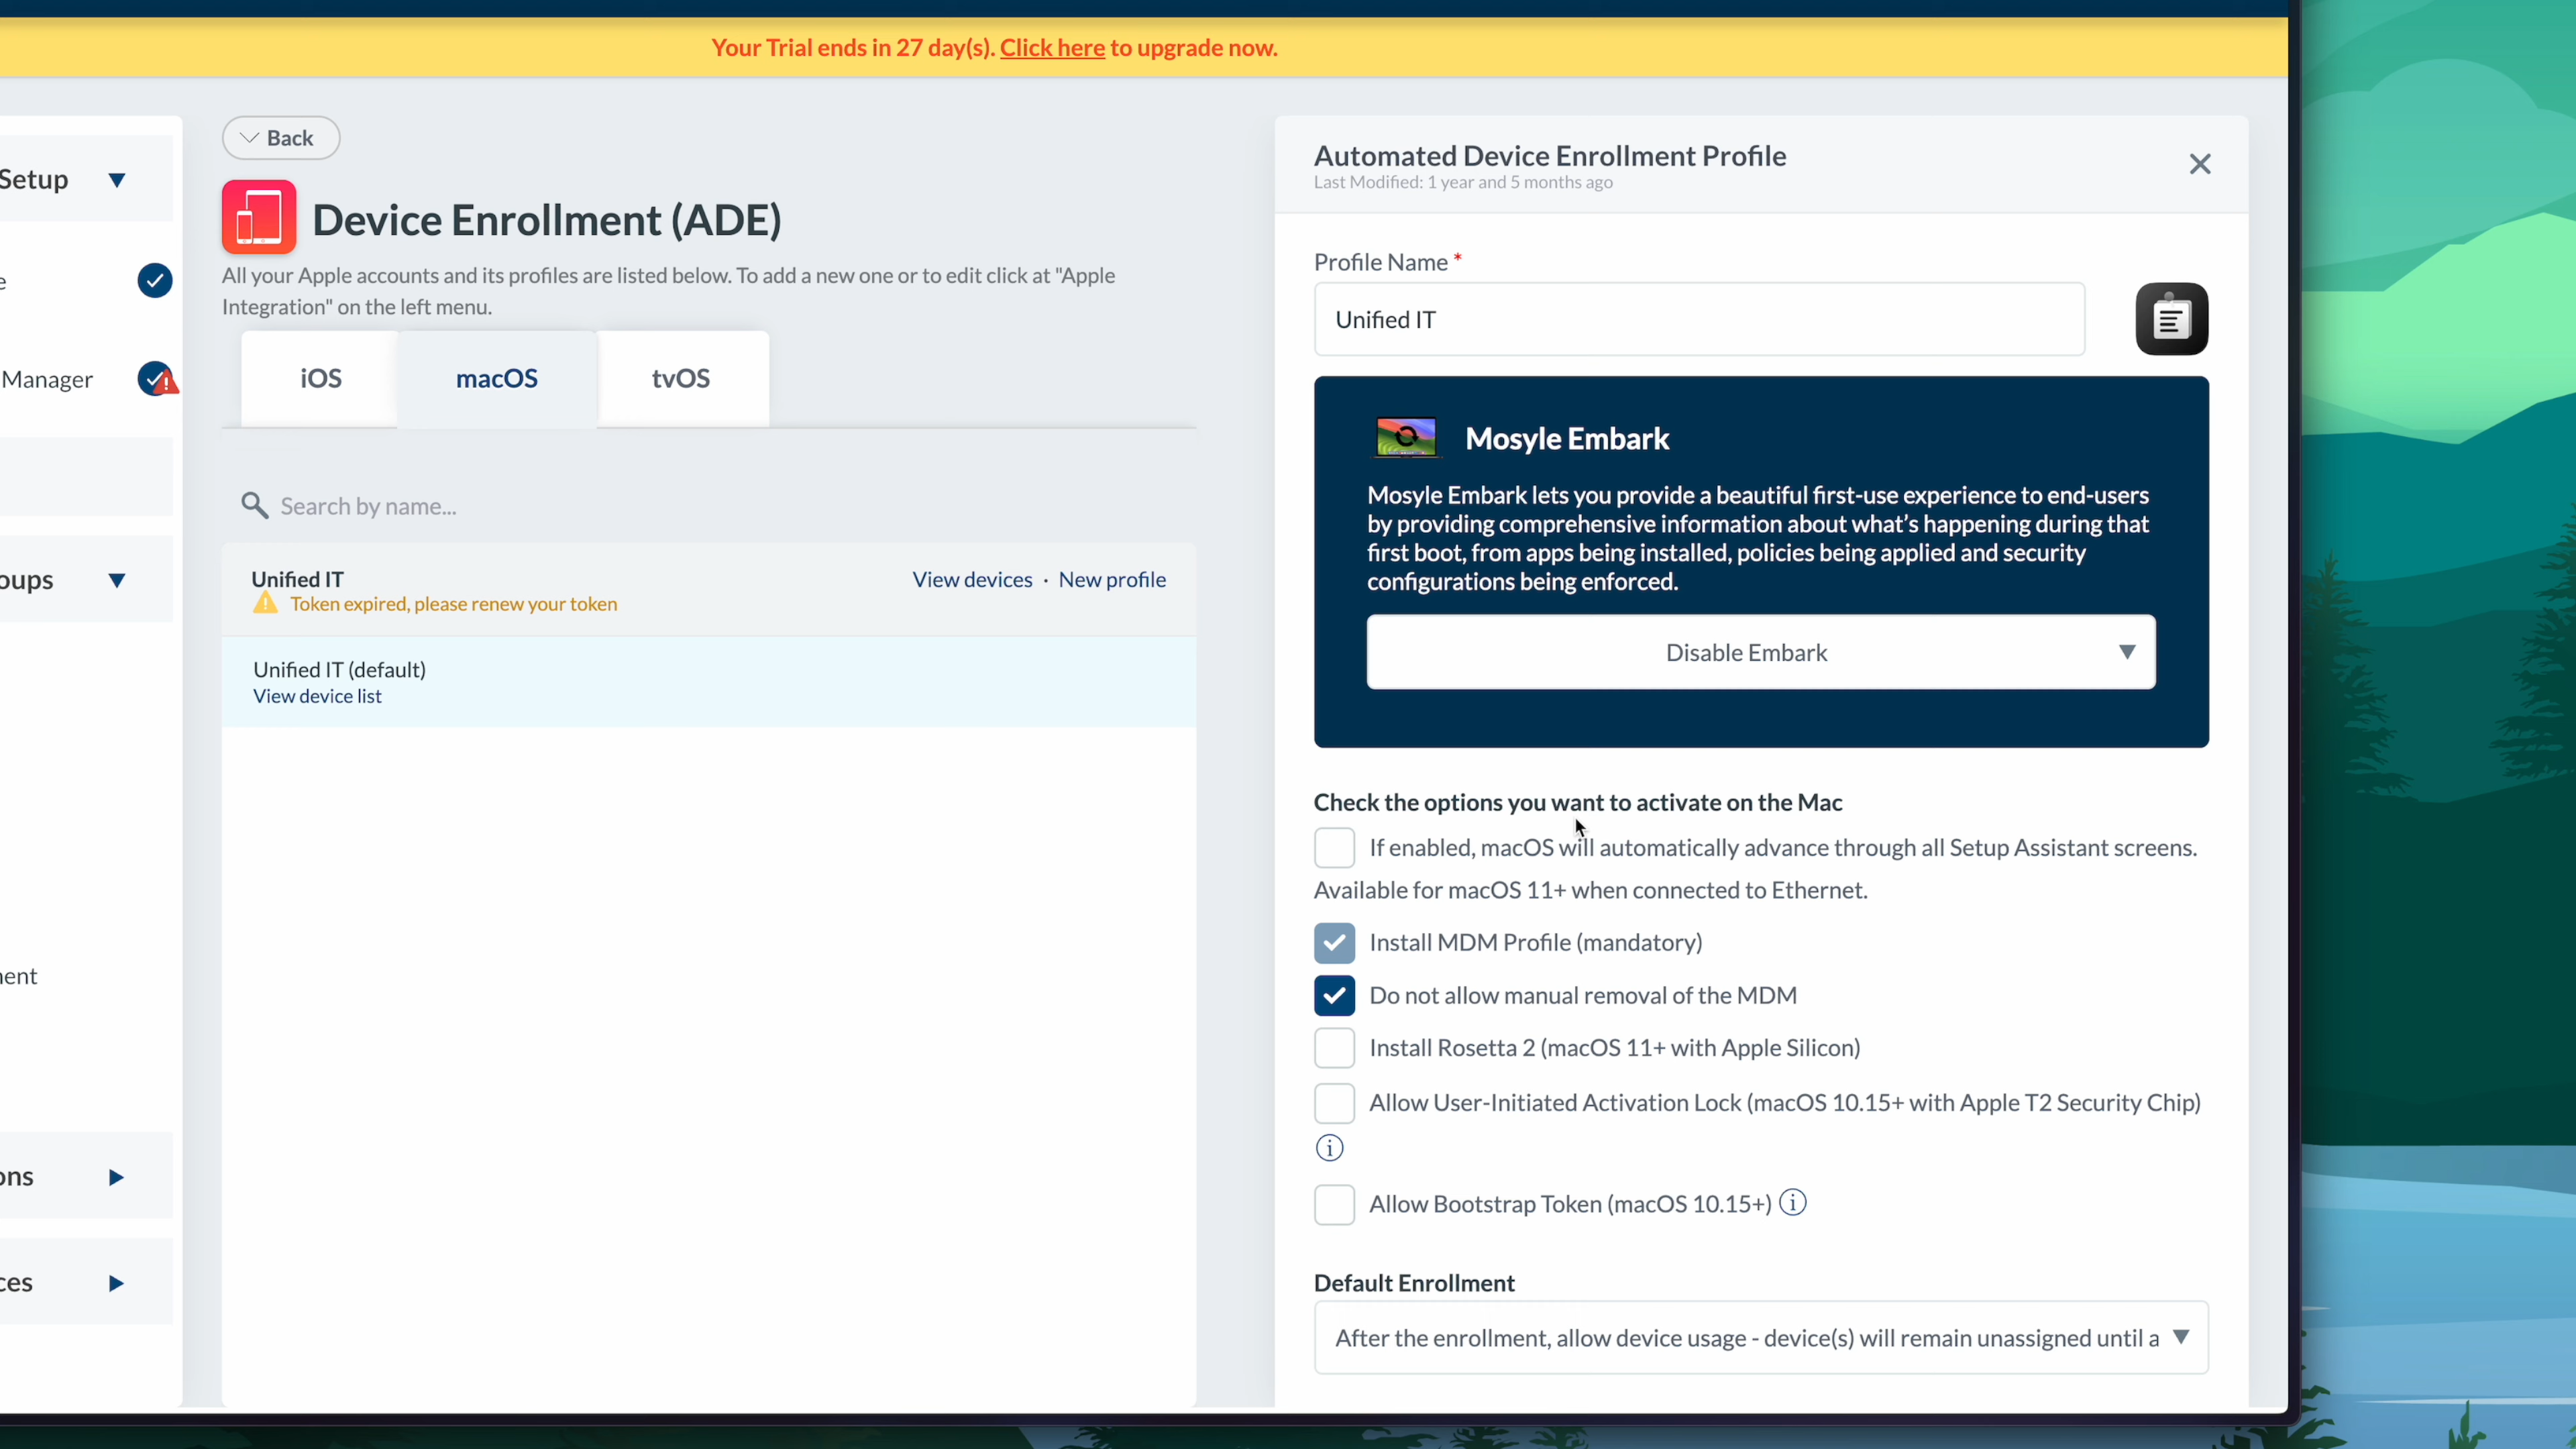 Your Trial ends in 27 day(s). Click here to upgrade now.
Setup
e
Manager
oups
nent
ons
ces
Back
Device Enrollment (ADE)
All your Apple accounts and its profiles are listed below. To add a new one or to edit click at "Apple
Integration" on the left menu.
iOS
macOS
tvOS
Search by name...
Unified IT
View devices · New profile
Token expired, please renew your token
Unified IT (default)
View device list
Automated Device Enrollment Profile
Last Modified: 1 year and 5 months ago
Profile Name *
Unified IT
Mosyle Embark
Mosyle Embark lets you provide a beautiful first-use experience to end-users
by providing comprehensive information about what's happening during that
first boot, from apps being installed, policies being applied and security
configurations being enforced.
Disable Embark
Check the options you want to activate on the Mac
If enabled, macOS will automatically advance through all Setup Assistant screens.
Available for macOS 11+ when connected to Ethernet.
Install MDM Profile (mandatory)
Do not allow manual removal of the MDM
Install Rosetta 2 (macOS 11+ with Apple Silicon)
Allow User-Initiated Activation Lock (macOS 10.15+ with Apple T2 Security Chip)
Allow Bootstrap Token (macOS 10.15+)
Default Enrollment
After the enrollment, allow device usage - device(s) will remain unassigned until a